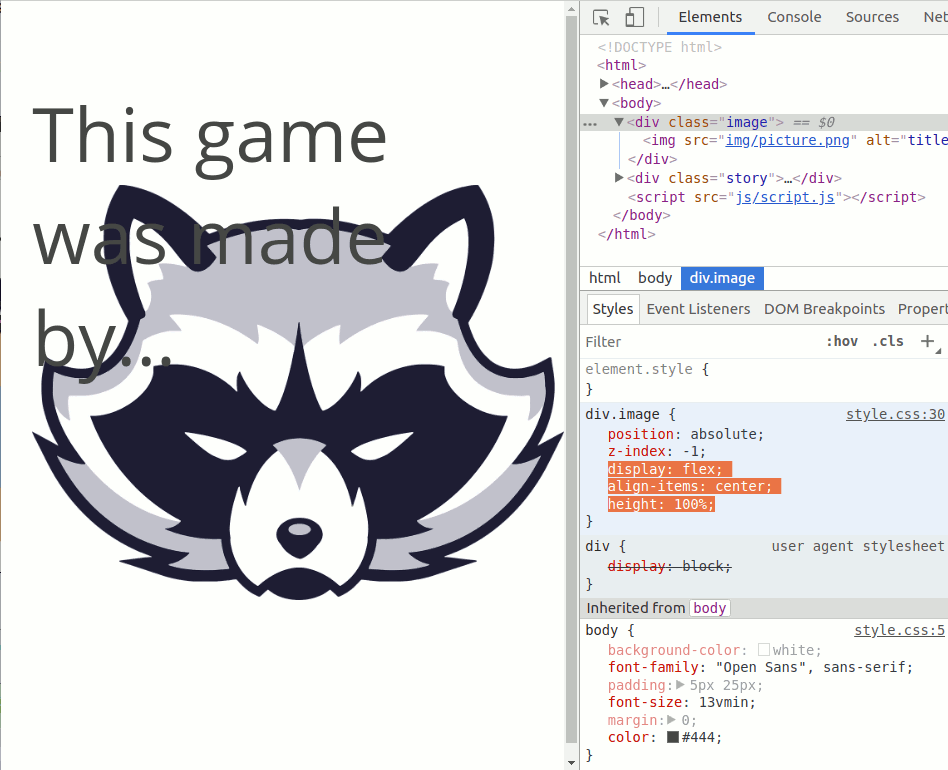 This game
was made
by...
Elements Console Sources Net
<!DOCTYPE html>
<html>
<head>…</head>
<body>
… <div class="image"> == $0
<img src="img/picture.png" alt="title
</div>
<div class="story">…</div>
<script src="js/script.js"></script>
</body>
</html>
html body div.image
Styles Event Listeners DOM Breakpoints Propert
Filter :hov .cls +
element.style {
}
div.image { style.css:30
position: absolute;
z-index: -1;
display: flex;
align-items: center;
height: 100%;
}
div { user agent stylesheet
display: block;
}
Inherited from body
body { style.css:5
background-color: white;
font-family: "Open Sans", sans-serif;
padding: 5px 25px;
font-size: 13vmin;
margin: 0;
color: #444;
}